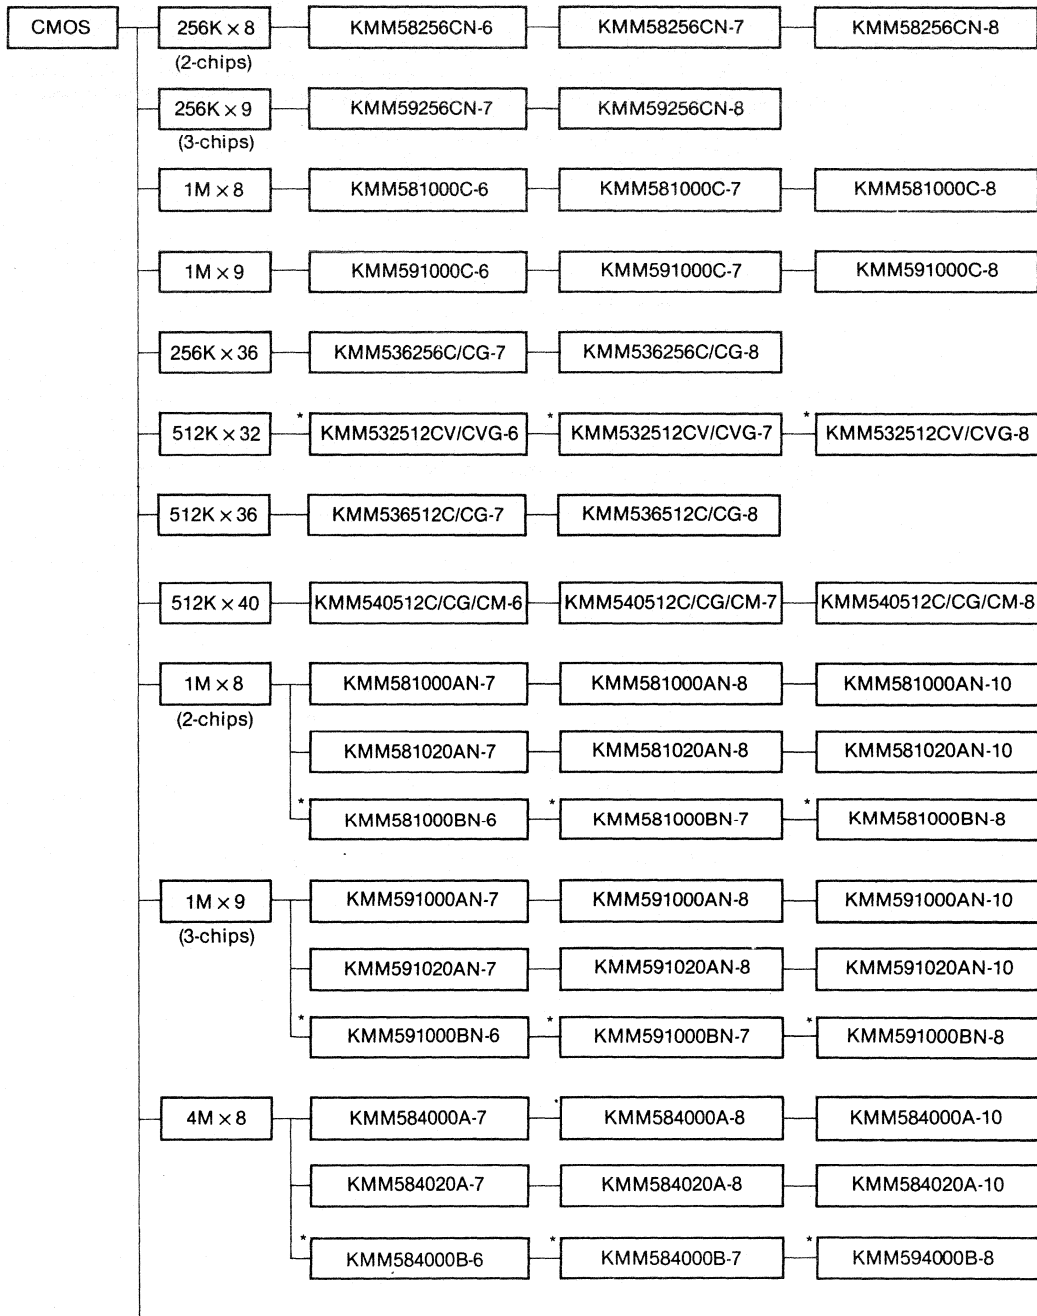 CMOS 256K × 8 KMM58256CN-6 KMM58256CN-7 KMM58256CN-8
(2-chips)
256K × 9 KMM59256CN-7 KMM59256CN-8
(3-chips)
1M × 8 KMM581000C-6 KMM581000C-7 KMM581000C-8
1M × 9 KMM591000C-6 KMM591000C-7 KMM591000C-8
256K × 36 KMM536256C/CG-7 KMM536256C/CG-8
512K × 32 * KMM532512CV/CVG-6 * KMM532512CV/CVG-7 * KMM532512CV/CVG-8
512K × 36 KMM536512C/CG-7 KMM536512C/CG-8
512K × 40 KMM540512C/CG/CM-6 KMM540512C/CG/CM-7 KMM540512C/CG/CM-8
1M × 8 KMM581000AN-7 KMM581000AN-8 KMM581000AN-10
(2-chips)
KMM581020AN-7 KMM581020AN-8 KMM581020AN-10
* KMM581000BN-6 * KMM581000BN-7 * KMM581000BN-8
1M × 9 KMM591000AN-7 KMM591000AN-8 KMM591000AN-10
(3-chips)
KMM591020AN-7 KMM591020AN-8 KMM591020AN-10
* KMM591000BN-6 * KMM591000BN-7 * KMM591000BN-8
4M × 8 KMM584000A-7 KMM584000A-8 KMM584000A-10
KMM584020A-7 KMM584020A-8 KMM584020A-10
* KMM584000B-6 * KMM584000B-7 * KMM594000B-8